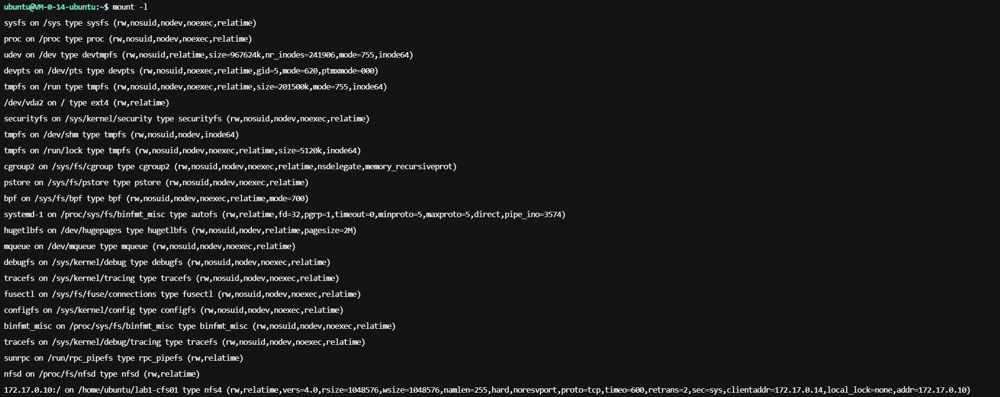 ubuntu@VM-0-14-ubuntu:~$ mount -l
sysfs on /sys type sysfs (rw,nosuid,nodev,noexec,relatime)
proc on /proc type proc (rw,nosuid,nodev,noexec,relatime)
udev on /dev type devtmpfs (rw,nosuid,relatime,size=967624k,nr_inodes=241906,mode=755,inode64)
devpts on /dev/pts type devpts (rw,nosuid,noexec,relatime,gid=5,mode=620,ptmxmode=000)
tmpfs on /run type tmpfs (rw,nosuid,nodev,noexec,relatime,size=201500k,mode=755,inode64)
/dev/vda2 on / type ext4 (rw,relatime)
securityfs on /sys/kernel/security type securityfs (rw,nosuid,nodev,noexec,relatime)
tmpfs on /dev/shm type tmpfs (rw,nosuid,nodev,inode64)
tmpfs on /run/lock type tmpfs (rw,nosuid,nodev,noexec,relatime,size=5120k,inode64)
cgroup2 on /sys/fs/cgroup type cgroup2 (rw,nosuid,nodev,noexec,relatime,nsdelegate,memory_recursiveprot)
pstore on /sys/fs/pstore type pstore (rw,nosuid,nodev,noexec,relatime)
bpf on /sys/fs/bpf type bpf (rw,nosuid,nodev,noexec,relatime,mode=700)
systemd-1 on /proc/sys/fs/binfmt_misc type autofs (rw,relatime,fd=32,pgrp=1,timeout=0,minproto=5,maxproto=5,direct,pipe_ino=3574)
hugetlbfs on /dev/hugepages type hugetlbfs (rw,nosuid,nodev,relatime,pagesize=2M)
mqueue on /dev/mqueue type mqueue (rw,nosuid,nodev,noexec,relatime)
debugfs on /sys/kernel/debug type debugfs (rw,nosuid,nodev,noexec,relatime)
tracefs on /sys/kernel/tracing type tracefs (rw,nosuid,nodev,noexec,relatime)
fusectl on /sys/fs/fuse/connections type fusectl (rw,nosuid,nodev,noexec,relatime)
configfs on /sys/kernel/config type configfs (rw,nosuid,nodev,noexec,relatime)
binfmt_misc on /proc/sys/fs/binfmt_misc type binfmt_misc (rw,nosuid,nodev,noexec,relatime)
tracefs on /sys/kernel/debug/tracing type tracefs (rw,nosuid,nodev,noexec,relatime)
sunrpc on /run/rpc_pipefs type rpc_pipefs (rw,relatime)
nfsd on /proc/fs/nfsd type nfsd (rw,relatime)
172.17.0.10:/ on /home/ubuntu/lab1-cfs01 type nfs4 (rw,relatime,vers=4.0,rsize=1048576,wsize=1048576,namlen=255,hard,noresvport,proto=tcp,timeo=600,retrans=2,sec=sys,clientaddr=172.17.0.14,local_lock=none,addr=172.17.0.10)